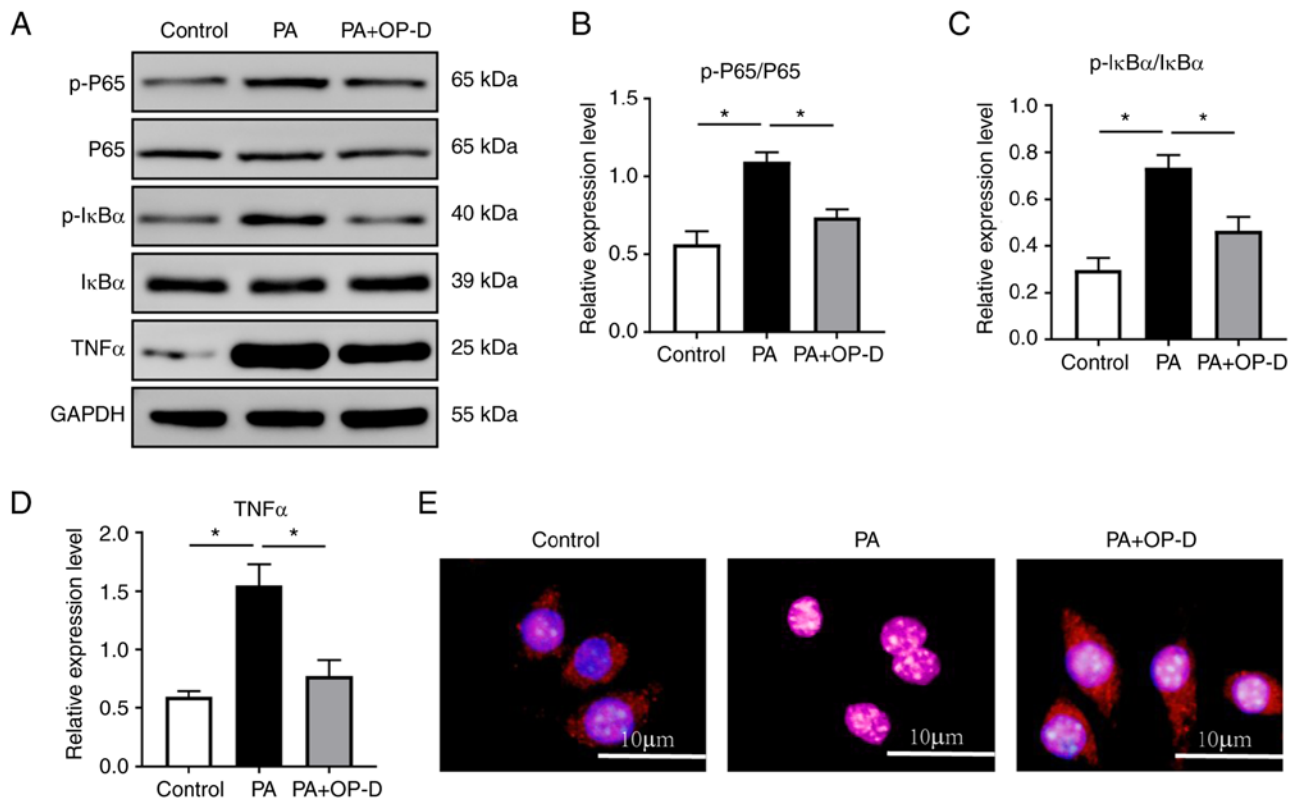 A
Control PA PA+OP-D
p-P65 65 kDa
P65 65 kDa
p-IκBα 40 kDa
IκBα 39 kDa
TNFα 25 kDa
GAPDH 55 kDa
B
p-P65/P65
Relative expression level
1.5
1.0
0.5
0.0
* *
Control PA PA+OP-D
C
p-IκBα/IκBα
Relative expression level
1.0
0.8
0.6
0.4
0.2
0.0
* *
Control PA PA+OP-D
D
TNFα
Relative expression level
2.0
1.5
1.0
0.5
0.0
* *
Control PA PA+OP-D
E
Control PA PA+OP-D
10μm 10μm 10μm